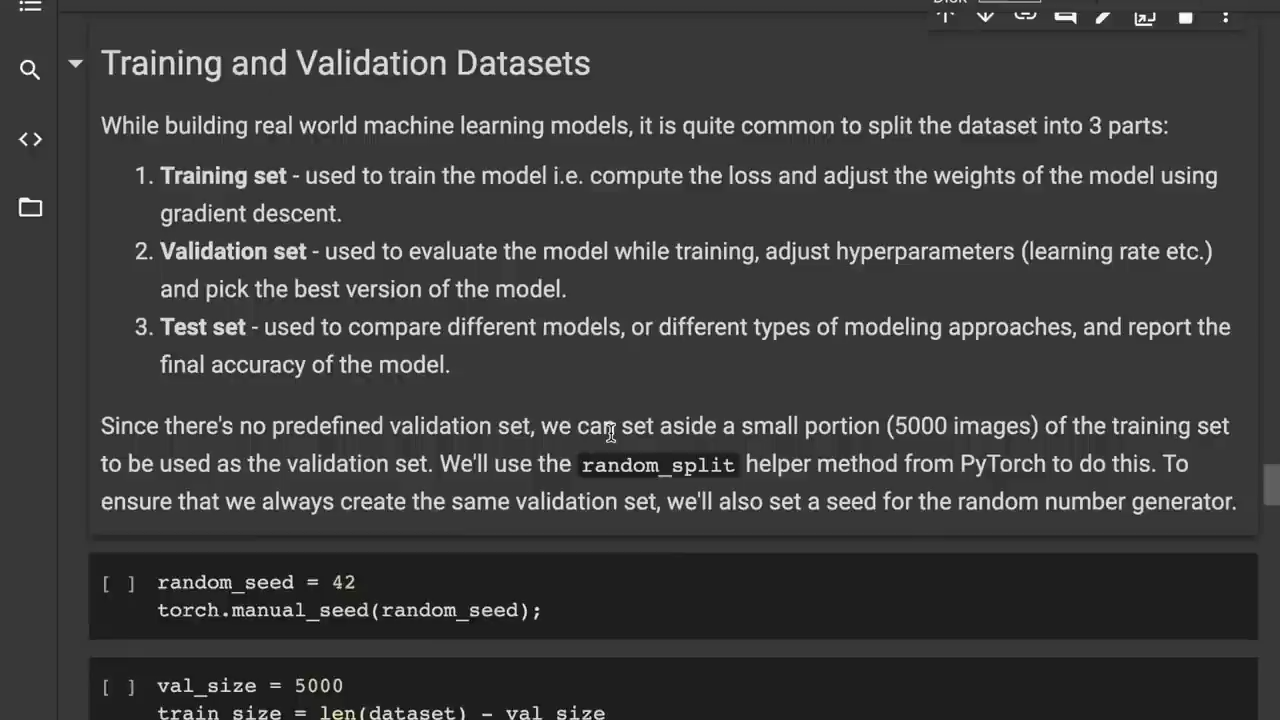 Training and Validation Datasets
While building real world machine learning models, it is quite common to split the dataset into 3 parts:
1. Training set - used to train the model i.e. compute the loss and adjust the weights of the model using
gradient descent.
2. Validation set - used to evaluate the model while training, adjust hyperparameters (learning rate etc.)
and pick the best version of the model.
3. Test set - used to compare different models, or different types of modeling approaches, and report the
final accuracy of the model.
Since there's no predefined validation set, we can set aside a small portion (5000 images) of the training set
to be used as the validation set. We'll use the random_split helper method from PyTorch to do this. To
ensure that we always create the same validation set, we'll also set a seed for the random number generator.
[ ] random_seed = 42
torch.manual_seed(random_seed);
[ ] val_size = 5000
train_size = len(dataset) - val_size